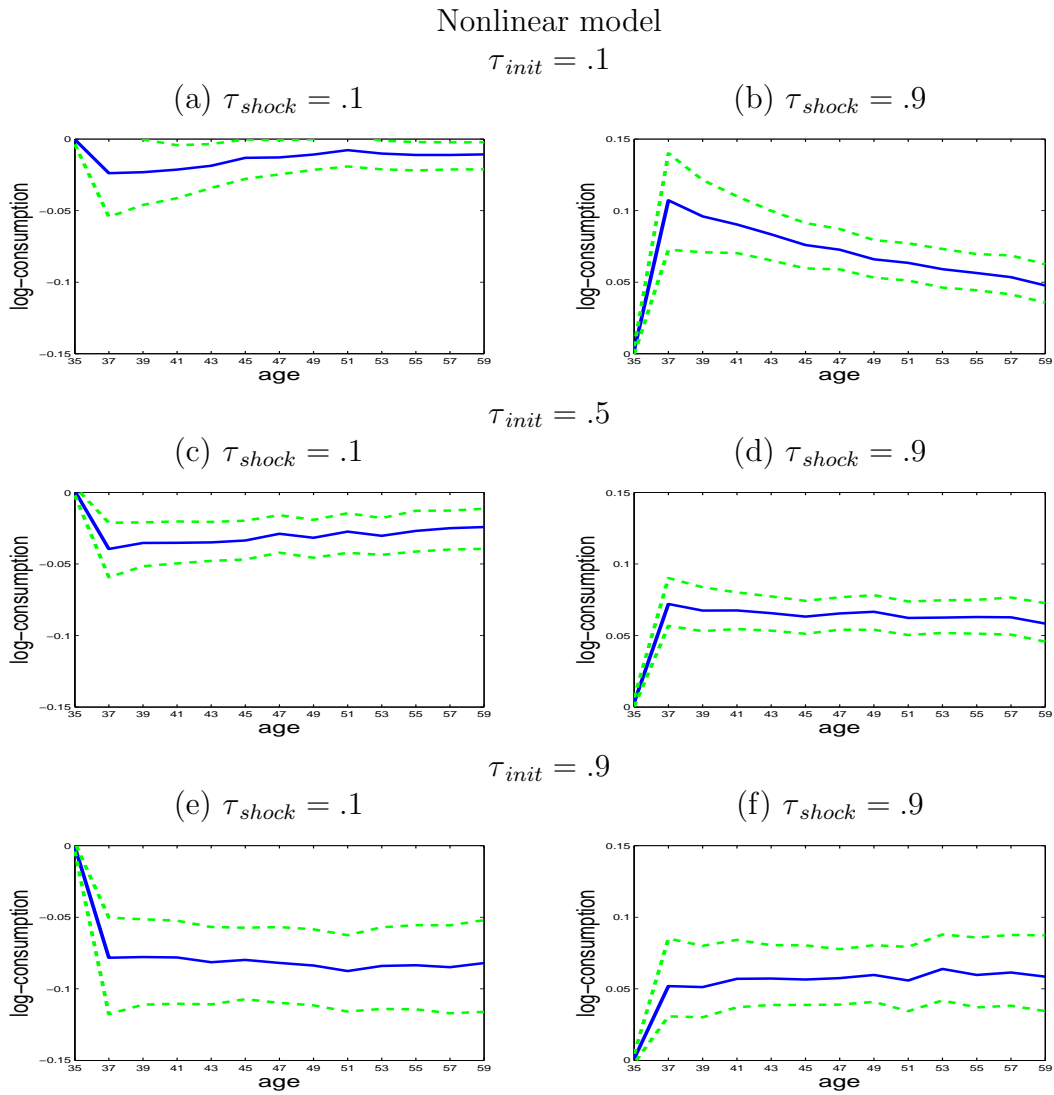 Nonlinear model
τ_init = .1
(a) τ_shock = .1
(b) τ_shock = .9
log−consumption
0
−0.05
−0.1
−0.15
35 37 39 41 43 45 47 49 51 53 55 57 59
age
log−consumption
0.15
0.1
0.05
0
35 37 39 41 43 45 47 49 51 53 55 57 59
age
τ_init = .5
(c) τ_shock = .1
(d) τ_shock = .9
log−consumption
0
−0.05
−0.1
−0.15
35 37 39 41 43 45 47 49 51 53 55 57 59
age
log−consumption
0.15
0.1
0.05
0
35 37 39 41 43 45 47 49 51 53 55 57 59
age
τ_init = .9
(e) τ_shock = .1
(f) τ_shock = .9
log−consumption
0
−0.05
−0.1
−0.15
35 37 39 41 43 45 47 49 51 53 55 57 59
age
log−consumption
0.15
0.1
0.05
0
35 37 39 41 43 45 47 49 51 53 55 57 59
age